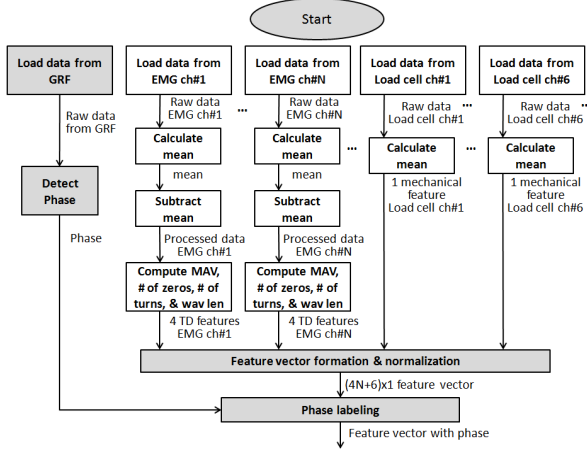 Start
Load data from
GRF
Load data from
EMG ch#1
Load data from
EMG ch#N
Load data from
Load cell ch#1
Load data from
Load cell ch#6
Raw data
from GRF
Raw data
EMG ch#1
...
Raw data
EMG ch#N
Raw data
Load cell ch#1
...
Raw data
Load cell ch#6
...
Calculate
mean
Calculate
mean
...
Calculate
mean
...
Calculate
mean
Detect
Phase
mean
mean
1 mechanical
feature
Load cell ch#1
1 mechanical
feature
Load cell ch#6
Subtract
mean
Subtract
mean
Phase
Processed data
EMG ch#1
Processed data
EMG ch#N
Compute MAV,
# of zeros, # of
turns, & wav len
Compute MAV,
# of zeros, # of
turns, & wav len
4 TD features
EMG ch#1
4 TD features
EMG ch#N
Feature vector formation & normalization
(4N+6)x1 feature vector
Phase labeling
Feature vector with phase